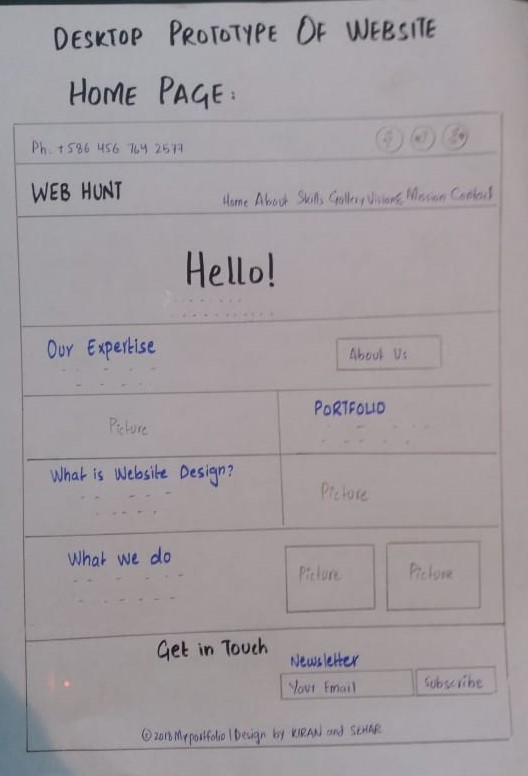 DESKTOP PROTOTYPE OF WEBSITE
HOME PAGE:
Ph. +586 456 764 2577
WEB HUNT
Home About Skills Gallery Vision& Mission Contact
Hello!
Our Expertise
About Us
Picture
PORTFOLIO
What is Website Design?
Picture
What we do
Picture
Picture
Get in Touch
Newsletter
Your Email
Subscribe
©2018 Myportfolio | Design by KIRAN and SEHAR